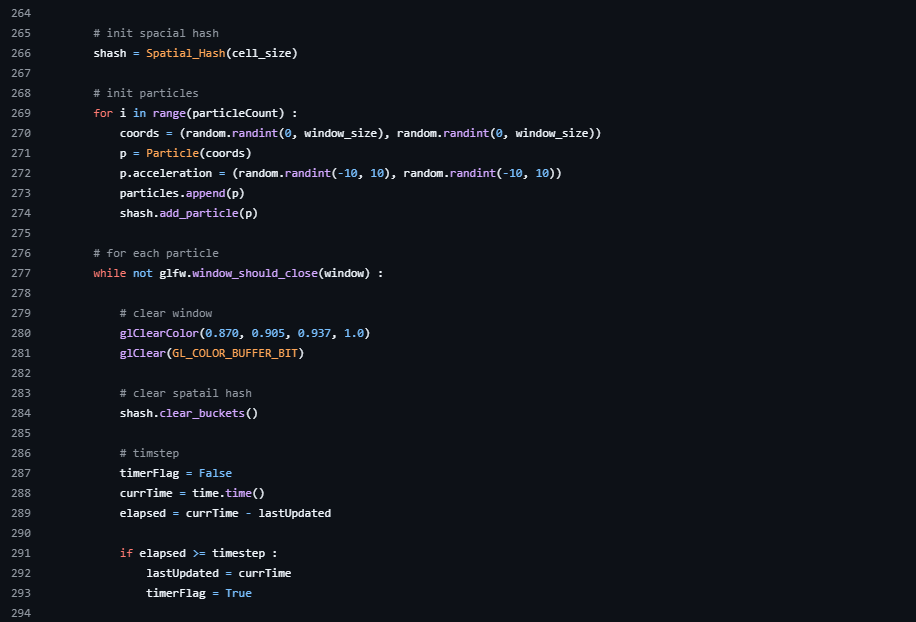 264
265 # init spacial hash
266 shash = Spatial_Hash(cell_size)
267
268 # init particles
269 for i in range(particleCount) :
270 coords = (random.randint(0, window_size), random.randint(0, window_size))
271 p = Particle(coords)
272 p.acceleration = (random.randint(-10, 10), random.randint(-10, 10))
273 particles.append(p)
274 shash.add_particle(p)
275
276 # for each particle
277 while not glfw.window_should_close(window) :
278
279 # clear window
280 glClearColor(0.870, 0.905, 0.937, 1.0)
281 glClear(GL_COLOR_BUFFER_BIT)
282
283 # clear spatail hash
284 shash.clear_buckets()
285
286 # timstep
287 timerFlag = False
288 currTime = time.time()
289 elapsed = currTime - lastUpdated
290
291 if elapsed >= timestep :
292 lastUpdated = currTime
293 timerFlag = True
294